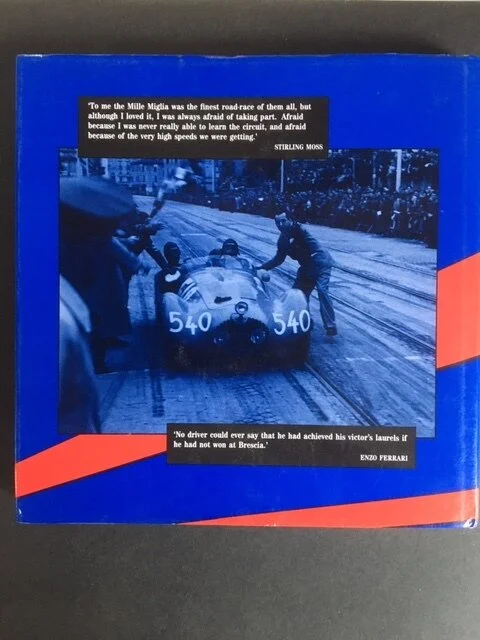 'To me the Mille Miglia was the finest road-race of them all, but
although I loved it, I was always afraid of taking part. Afraid
because I was never really able to learn the circuit, and afraid
because of the very high speeds we were getting.'
STIRLING MOSS
540 540
'No driver could ever say that he had achieved his victor's laurels if
he had not won at Brescia.'
ENZO FERRARI